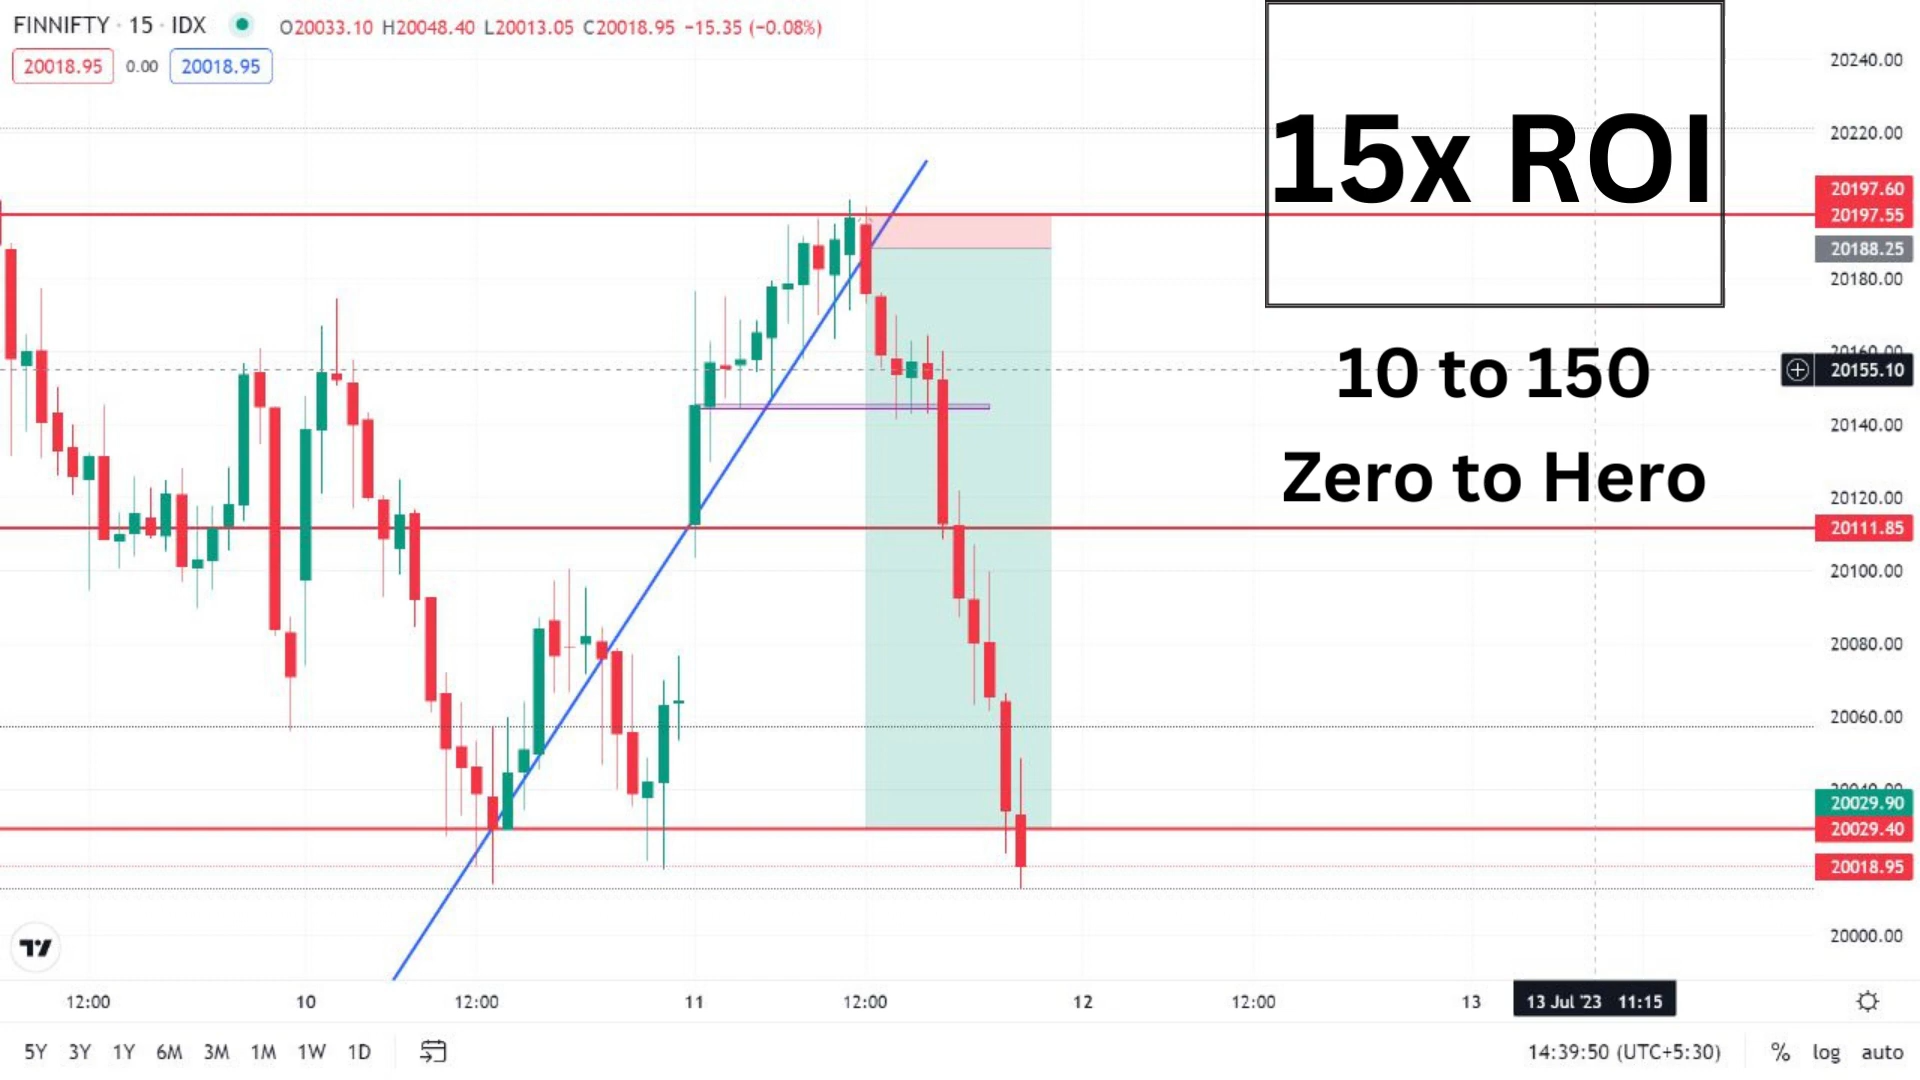 FINNIFTY · 15 · IDX O20033.10 H20048.40 L20013.05 C20018.95 −15.35 (−0.08%)
20018.95 0.00 20018.95
20240.00
15x ROI
20220.00
20197.60
20197.55
20188.25
20180.00
20160.00
10 to 150
20155.10
20140.00
Zero to Hero
20120.00
20111.85
20100.00
20080.00
20060.00
20040.00
20029.90
20029.40
20018.95
20000.00
12:00 10 12:00 11 12:00 12 12:00 13 13 Jul '23 11:15
5Y 3Y 1Y 6M 3M 1M 1W 1D 14:39:50 (UTC+5:30) % log auto